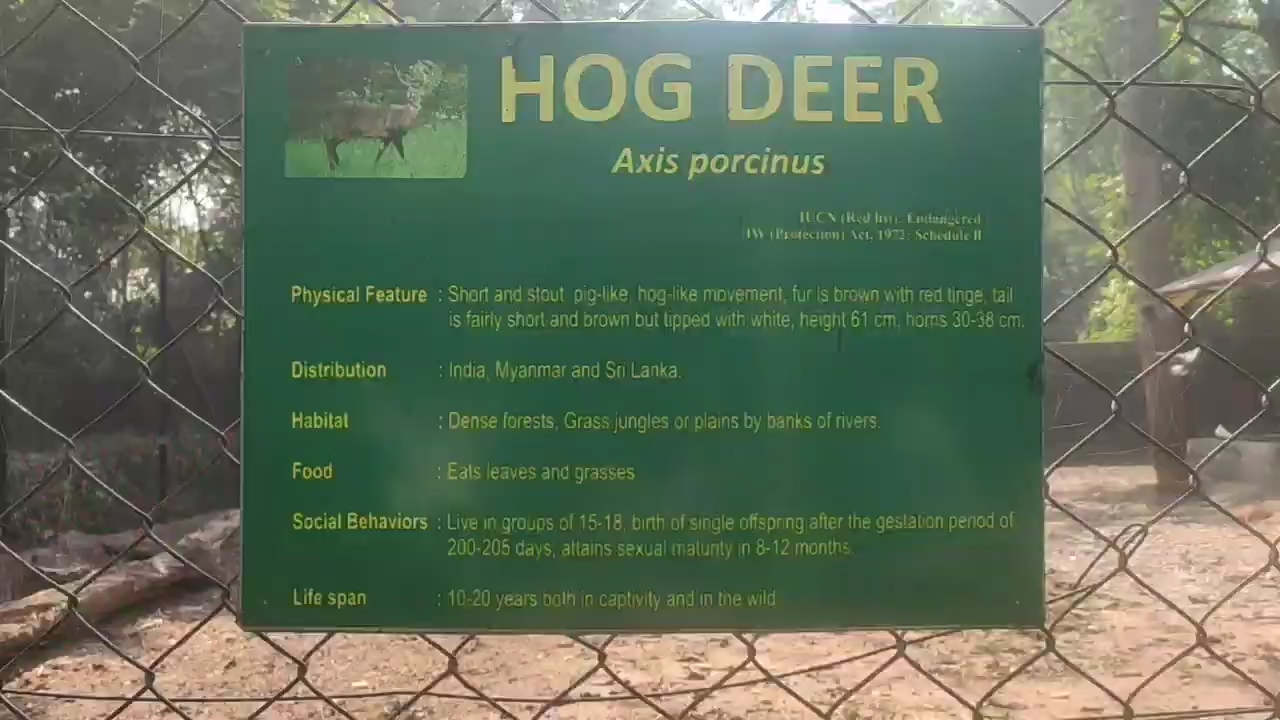 HOG DEER
Axis porcinus
IUCN (Red list): Endangered
IW (Protection) Act, 1972: Schedule II
Physical Feature : Short and stout pig-like, hog-like movement, fur is brown with red tinge, tail
is fairly short and brown but tipped with white, height 61 cm, horns 30-38 cm.
Distribution : India, Myanmar and Sri Lanka.
Habitat : Dense forests, Grass jungles or plains by banks of rivers.
Food : Eats leaves and grasses
Social Behaviors : Live in groups of 15-18, birth of single offspring after the gestation period of
200-205 days, attains sexual maturity in 8-12 months.
Life span : 10-20 years both in captivity and in the wild